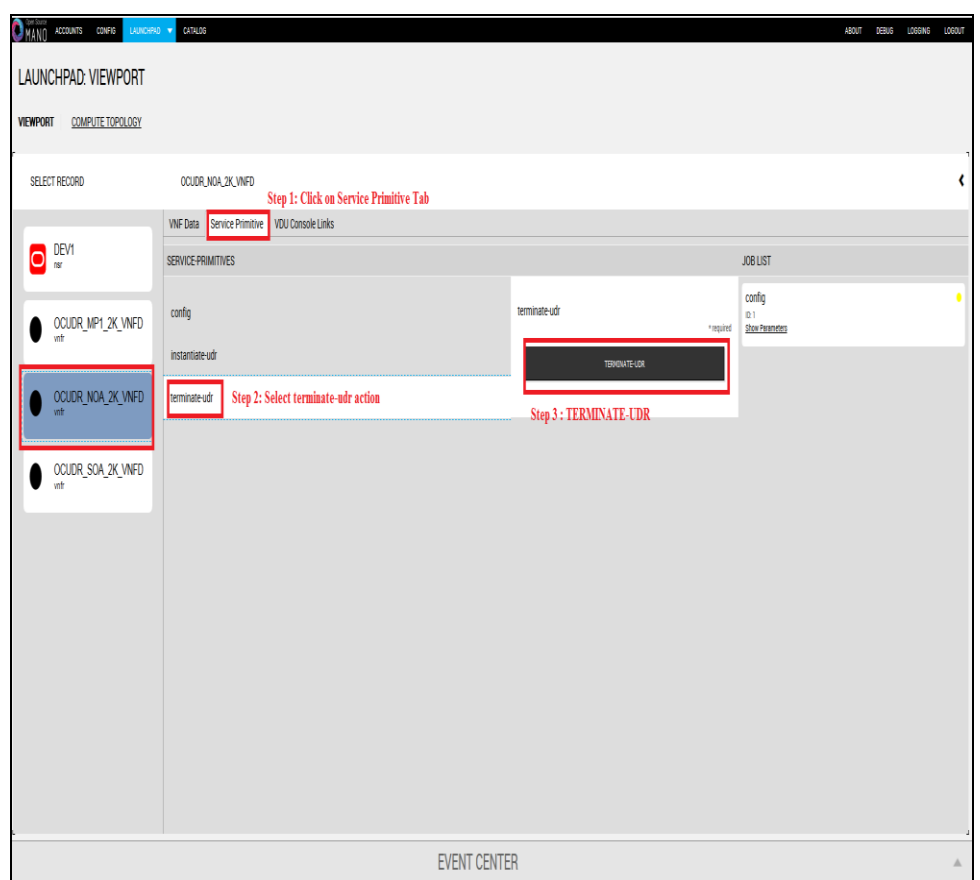 Open Source
MANO ACCOUNTS CONFIG LAUNCHPAD CATALOG ABOUT DEBUG LOGGING LOGOUT
LAUNCHPAD: VIEWPORT
VIEWPORT COMPUTE TOPOLOGY
SELECT RECORD OCUDR_NOA_2K_VNFD
Step 1: Click on Service Primitive Tab
VNF Data Service Primitive VDU Console Links
DEV1
nsr
SERVICE-PRIMITIVES JOB LIST
config
instantiate-udr
terminate-udr
Step 2: Select terminate-udr action
terminate-udr
* required
TERMINATE-UDR
Step 3 : TERMINATE-UDR
config
ID: 1
Show Parameters
OCUDR_MP1_2K_VNFD
vnfr
OCUDR_NOA_2K_VNFD
vnfr
OCUDR_SOA_2K_VNFD
vnfr
EVENT CENTER